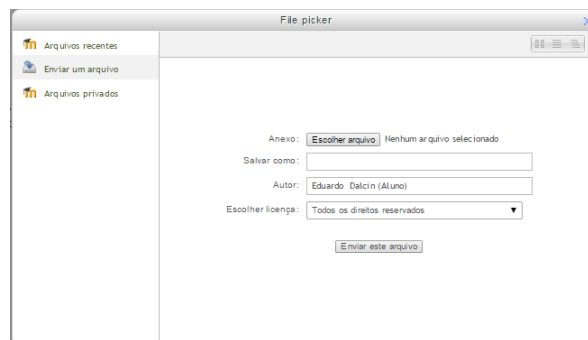 File picker
Arquivos recentes
Enviar um arquivo
Arquivos privados
Anexo: Escolher arquivo Nenhum arquivo selecionado
Salvar como:
Autor: Eduardo Dalcin (Aluno)
Escolher licença: Todos os direitos reservados
Enviar este arquivo